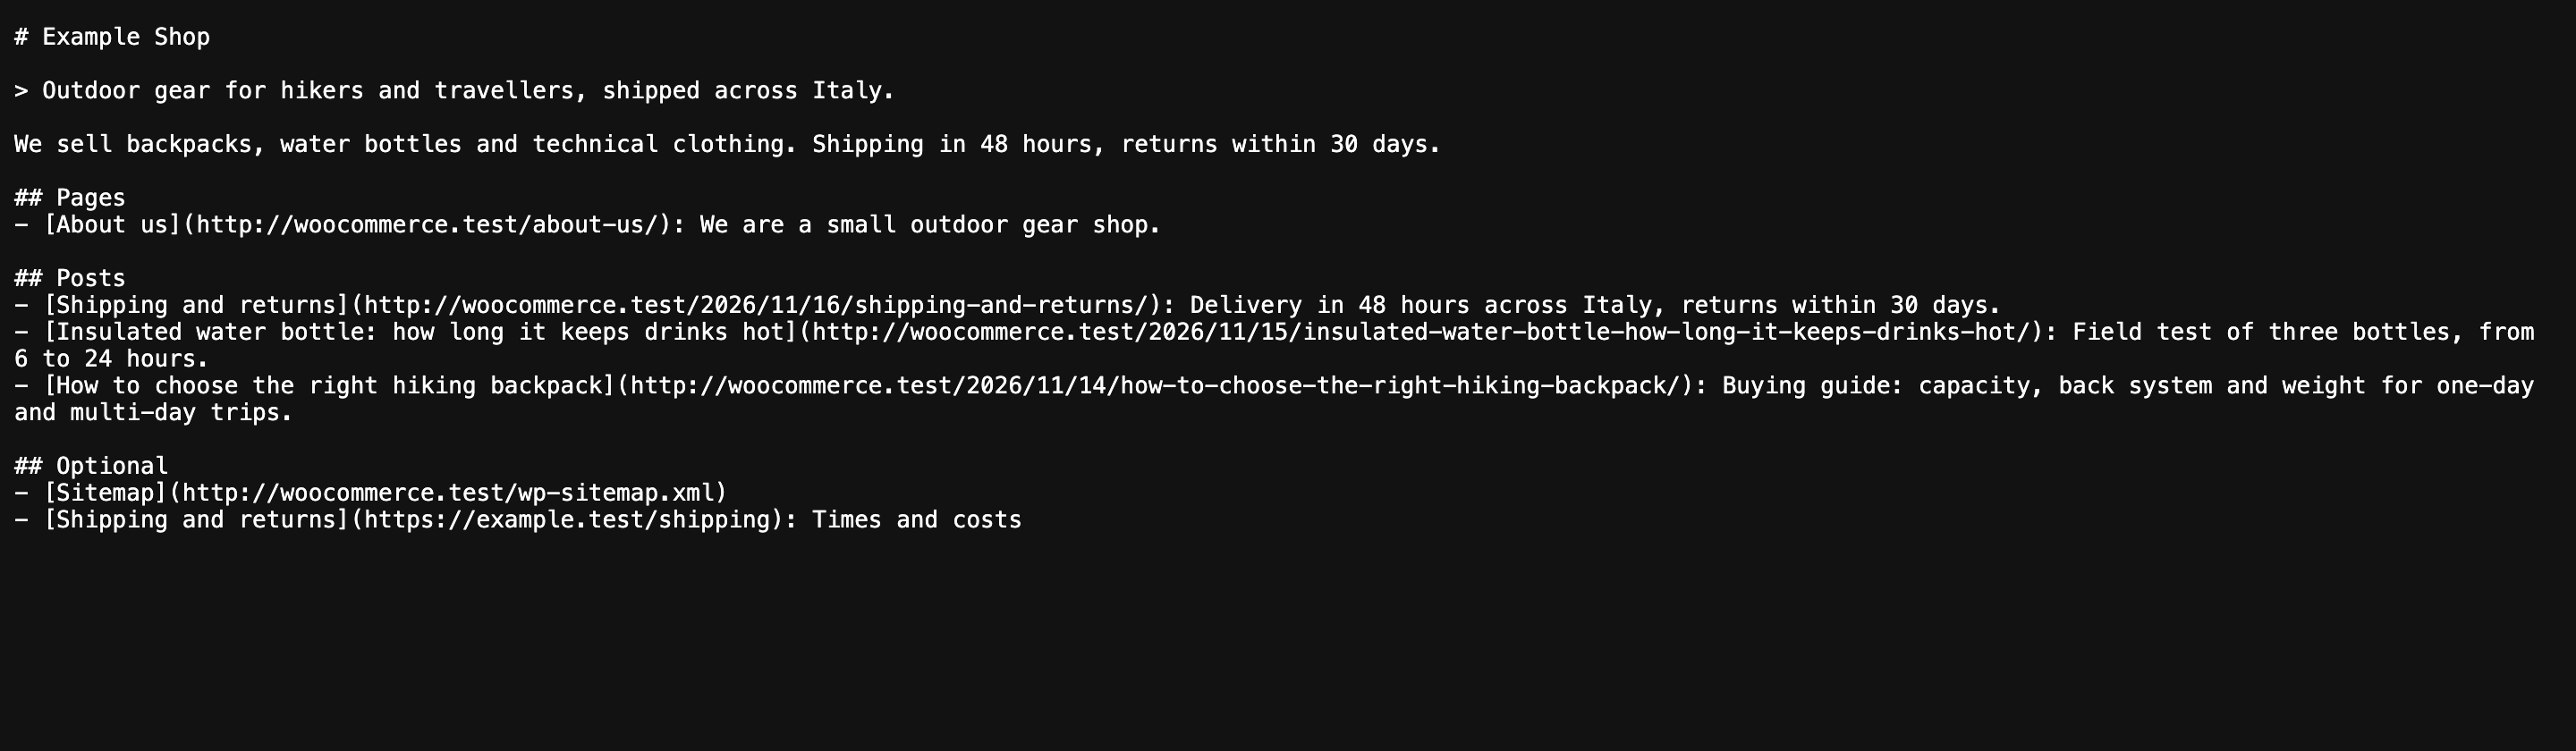 # Example Shop

> Outdoor gear for hikers and travellers, shipped across Italy.

We sell backpacks, water bottles and technical clothing. Shipping in 48 hours, returns within 30 days.

## Pages
- [About us](http://woocommerce.test/about-us/): We are a small outdoor gear shop.

## Posts
- [Shipping and returns](http://woocommerce.test/2026/11/16/shipping-and-returns/): Delivery in 48 hours across Italy, returns within 30 days.
- [Insulated water bottle: how long it keeps drinks hot](http://woocommerce.test/2026/11/15/insulated-water-bottle-how-long-it-keeps-drinks-hot/): Field test of three bottles, from
6 to 24 hours.
- [How to choose the right hiking backpack](http://woocommerce.test/2026/11/14/how-to-choose-the-right-hiking-backpack/): Buying guide: capacity, back system and weight for one-day
and multi-day trips.

## Optional
- [Sitemap](http://woocommerce.test/wp-sitemap.xml)
- [Shipping and returns](https://example.test/shipping): Times and costs